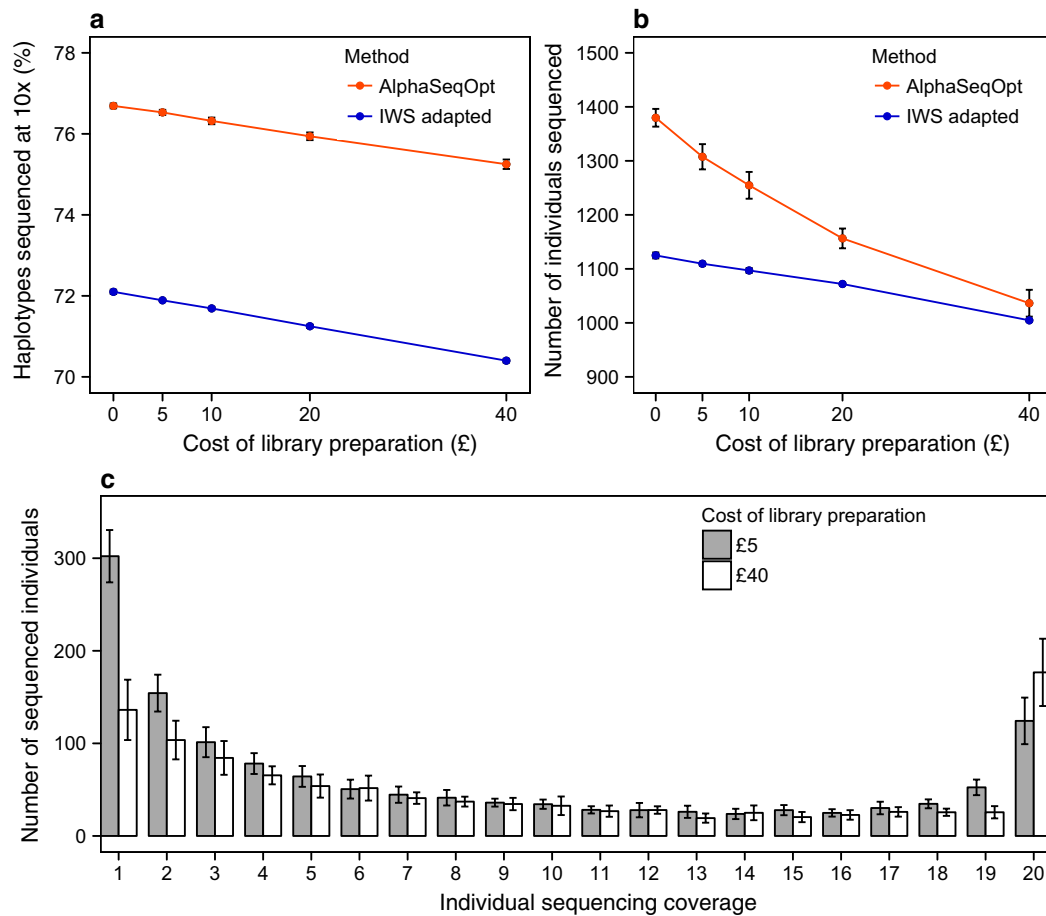 a
Haplotypes sequenced at 10x (%)
78
76
74
72
70
Method
AlphaSeqOpt
IWS adapted
0 5 10 20 40
Cost of library preparation (£)
b
Number of individuals sequenced
1500
1400
1300
1200
1100
1000
900
Method
AlphaSeqOpt
IWS adapted
0 5 10 20 40
Cost of library preparation (£)
c
Number of sequenced individuals
300
200
100
0
Cost of library preparation
£5
£40
1 2 3 4 5 6 7 8 9 10 11 12 13 14 15 16 17 18 19 20
Individual sequencing coverage